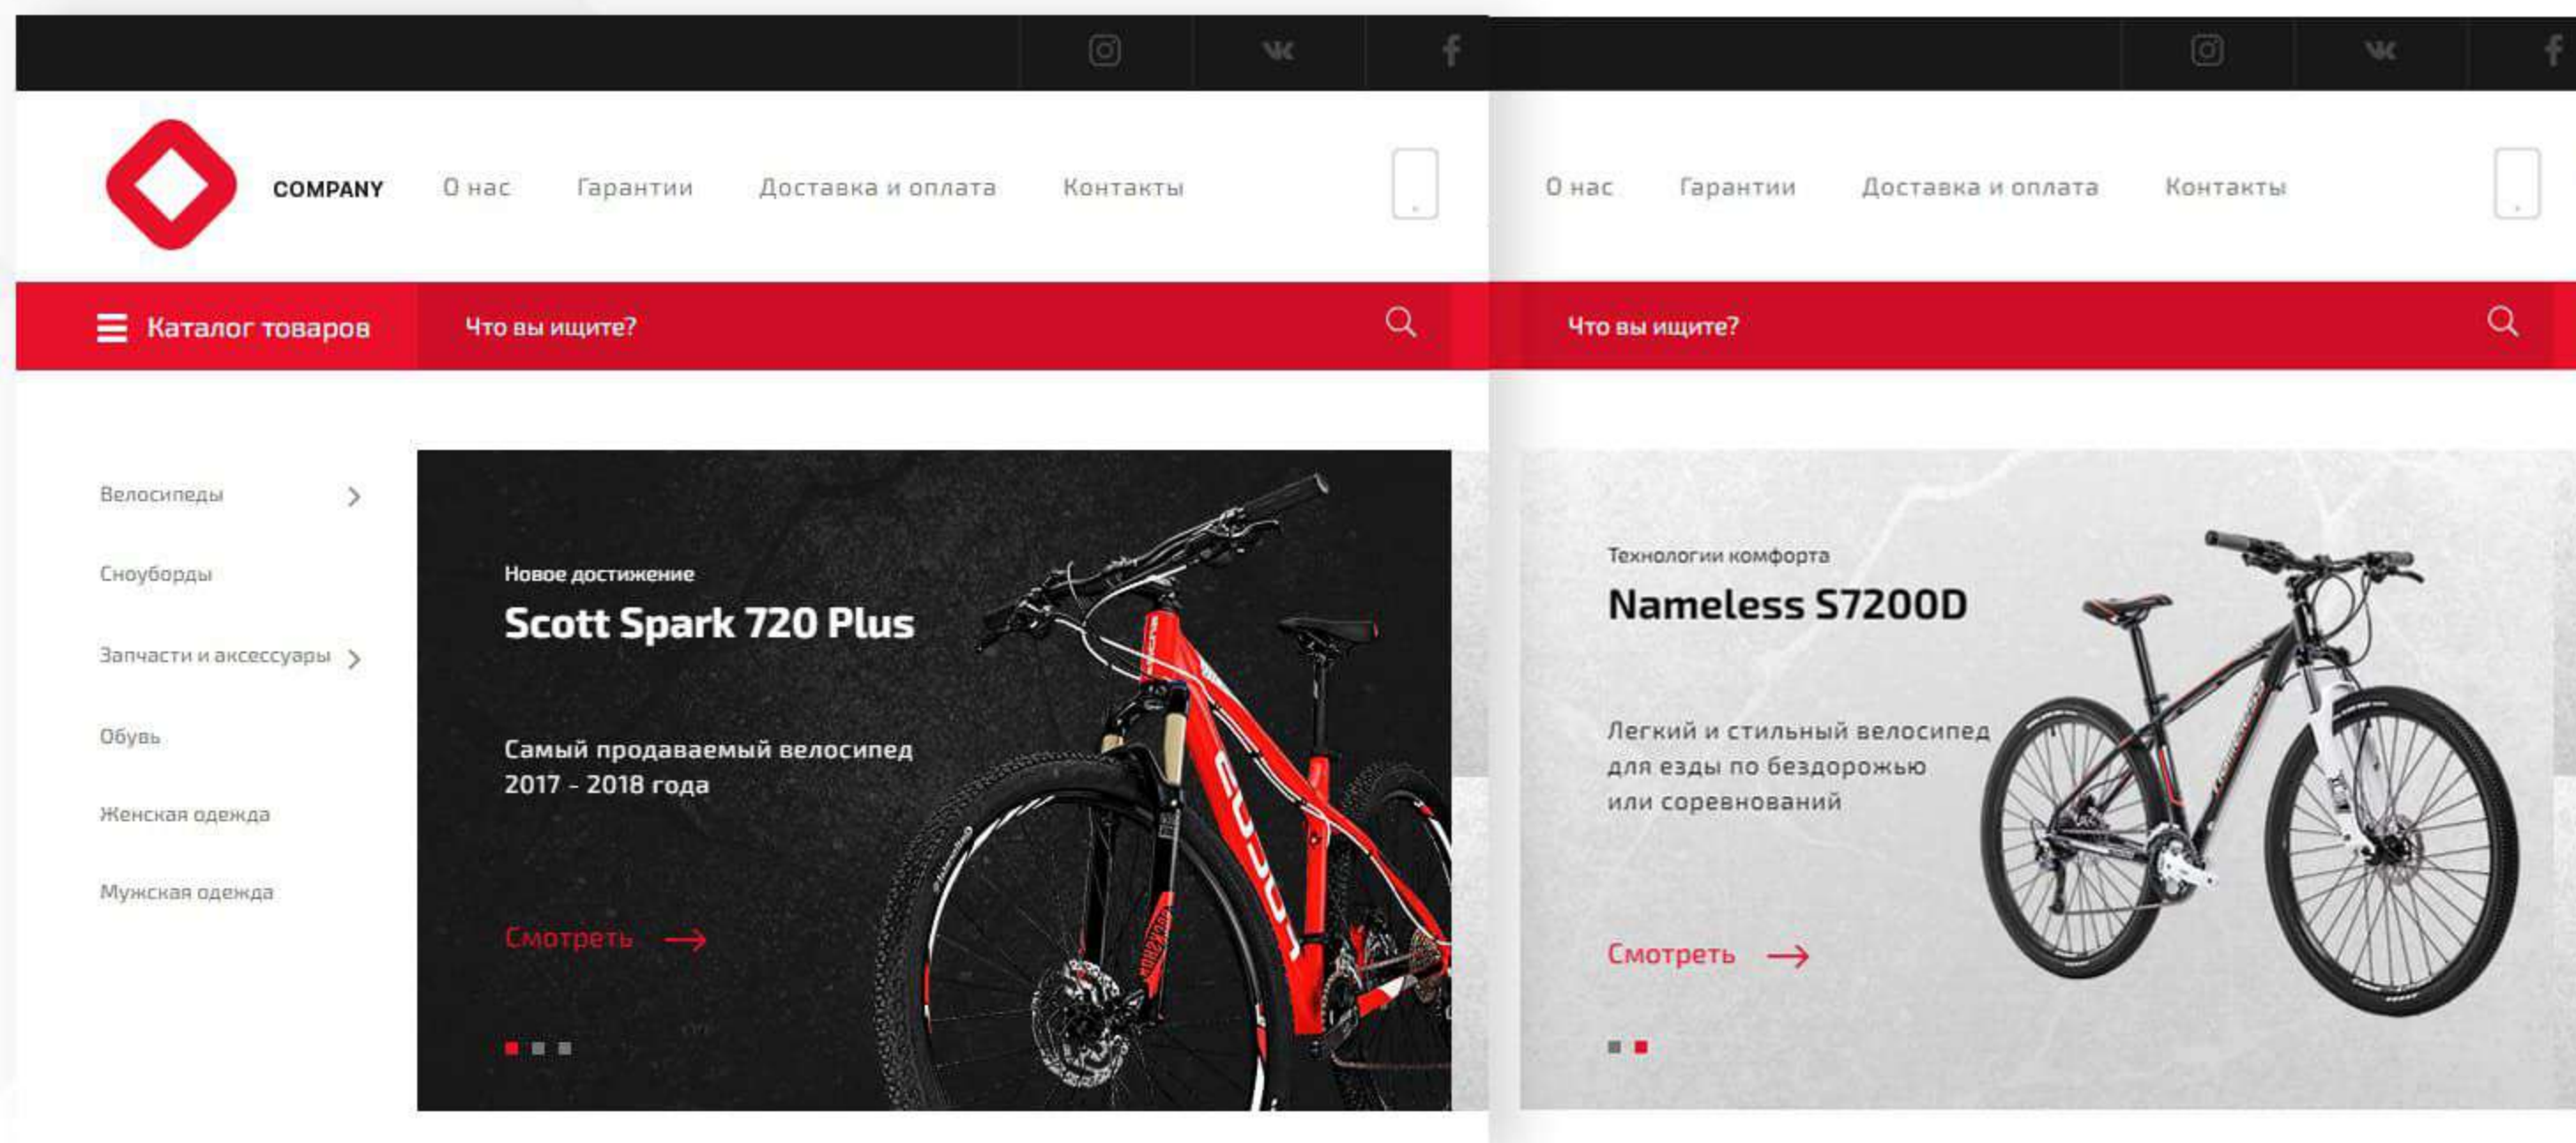 COMPANY
О нас
Гарантии
Доставка и оплата
Контакты
Каталог товаров
Что вы ищите?
Велосипеды
Сноуборды
Запчасти и аксессуары
Обувь
Женская одежда
Мужская одежда
Новое достижение
Scott Spark 720 Plus
Самый продаваемый велосипед
2017 - 2018 года
Смотреть
О нас
Гарантии
Доставка и оплата
Контакты
Что вы ищите?
Технологии комфорта
Nameless S7200D
Легкий и стильный велосипед
для езды по бездорожью
или соревнований
Смотреть